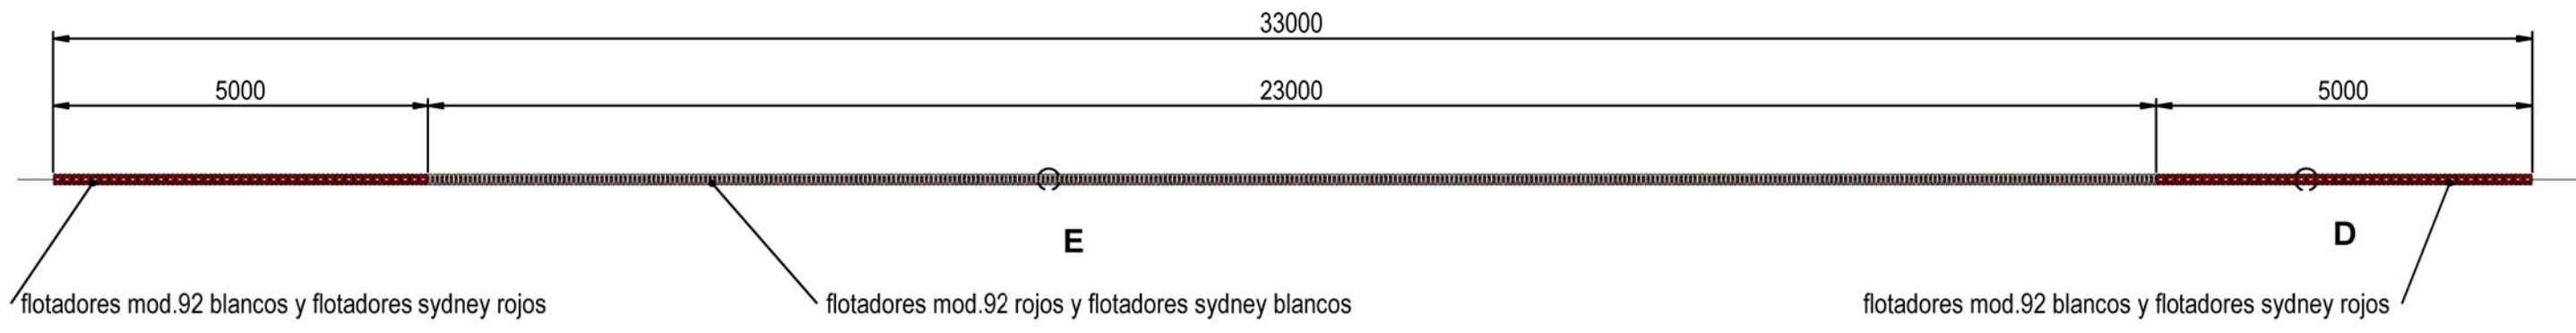 33000
5000
23000
5000
E
D
flotadores mod.92 blancos y flotadores sydney rojos
flotadores mod.92 rojos y flotadores sydney blancos
flotadores mod.92 blancos y flotadores sydney rojos